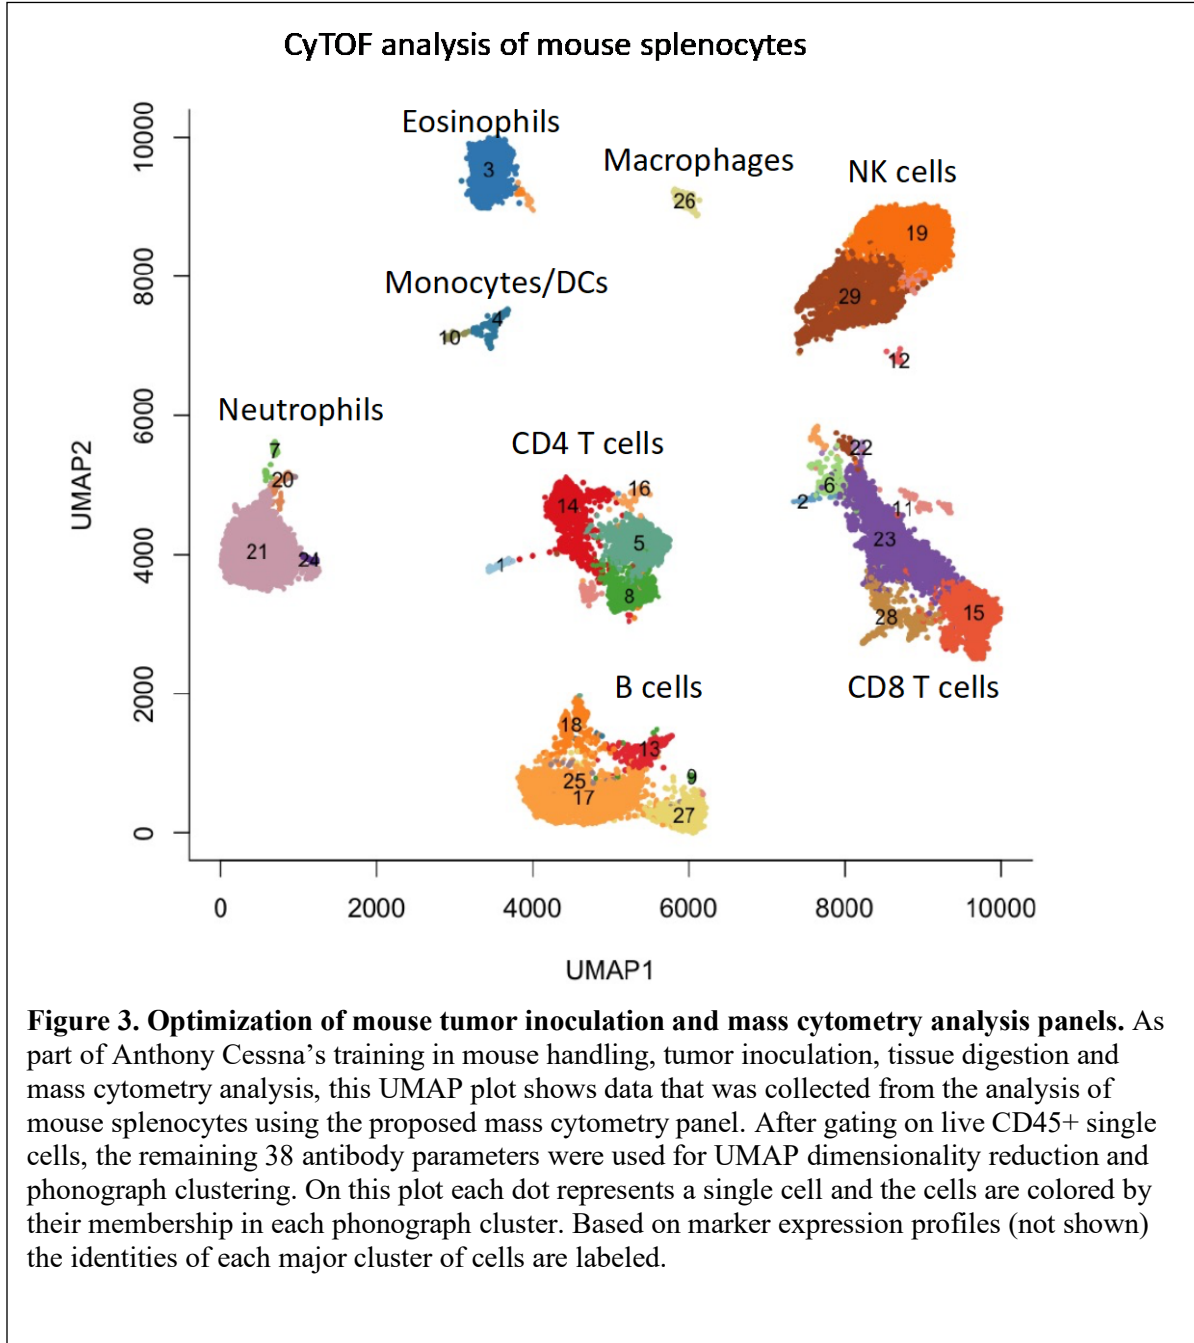 CyTOF analysis of mouse splenocytes
Eosinophils
3
Macrophages
26
NK cells
19
29
12
Monocytes/DCs
4
10
Neutrophils
7
20
21
24
CD4 T cells
14
16
5
1
8
22
6
2
11
23
28
15
CD8 T cells
B cells
18
13
25
9
17
27
UMAP2
10000
8000
6000
4000
2000
0
0 2000 4000 6000 8000 10000
UMAP1
Figure 3. Optimization of mouse tumor inoculation and mass cytometry analysis panels. As
part of Anthony Cessna’s training in mouse handling, tumor inoculation, tissue digestion and
mass cytometry analysis, this UMAP plot shows data that was collected from the analysis of
mouse splenocytes using the proposed mass cytometry panel. After gating on live CD45+ single
cells, the remaining 38 antibody parameters were used for UMAP dimensionality reduction and
phonograph clustering. On this plot each dot represents a single cell and the cells are colored by
their membership in each phonograph cluster. Based on marker expression profiles (not shown)
the identities of each major cluster of cells are labeled.